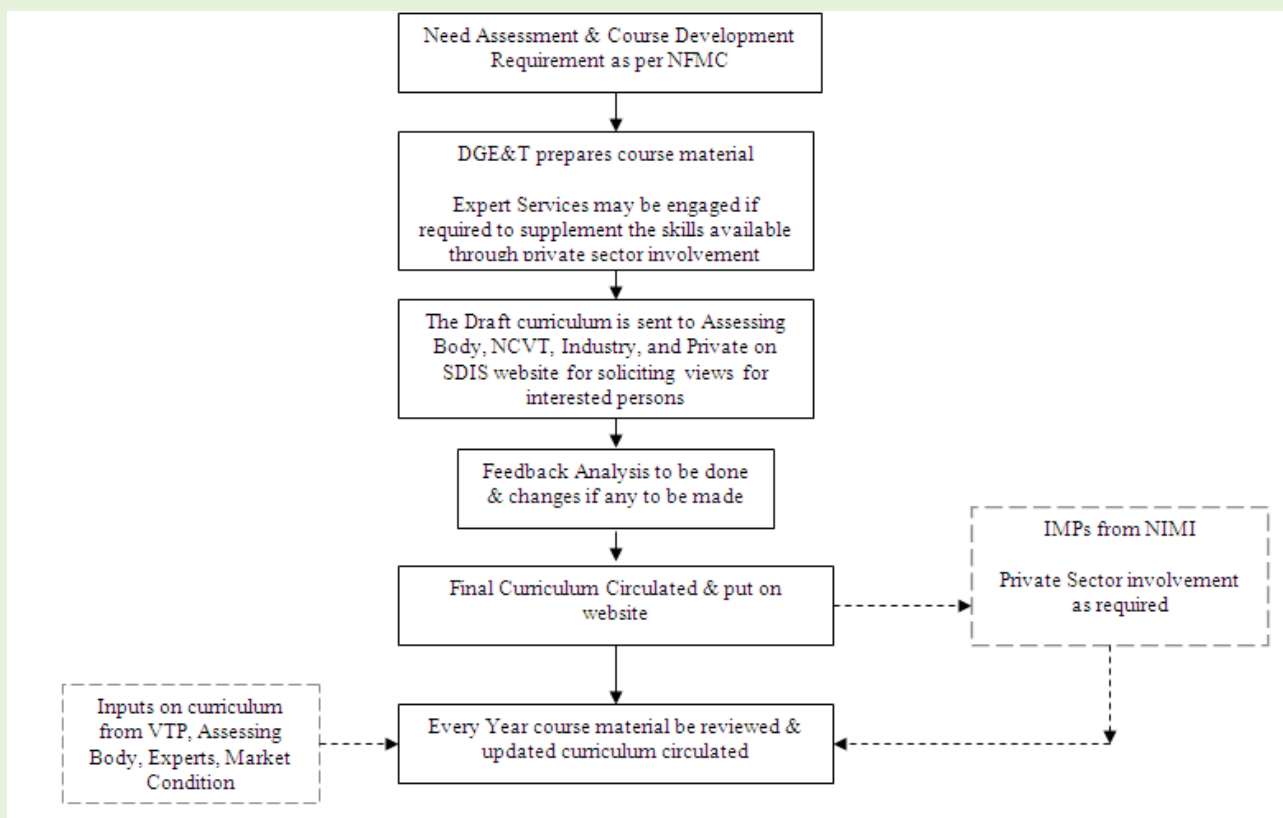 Need Assessment & Course Development
Requirement as per NFMC
DGE&T prepares course material
Expert Services may be engaged if
required to supplement the skills available
through private sector involvement
The Draft curriculum is sent to Assessing
Body, NCVT, Industry, and Private on
SDIS website for soliciting views for
interested persons
Feedback Analysis to be done
& changes if any to be made
Final Curriculum Circulated & put on
website
IMPs from NIMI
Private Sector involvement
as required
Inputs on curriculum
from VTP, Assessing
Body, Experts, Market
Condition
Every Year course material be reviewed &
updated curriculum circulated